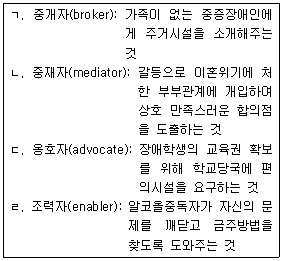 ㄱ. 중개자(broker): 가족이 없는 중증장애인에
게 주거시설을 소개해주는
것
ㄴ. 중재자(mediator): 갈등으로 이혼위기에 처
한 부부관계에 개입하여
상호 만족스러운 합의점
을 도출하는 것
ㄷ. 옹호자(advocate): 장애학생의 교육권 확보
를 위해 학교당국에 편
의시설을 요구하는 것
ㄹ. 조력자(enabler): 알코올중독자가 자신의 문
제를 깨닫고 금주방법을
찾도록 도와주는 것